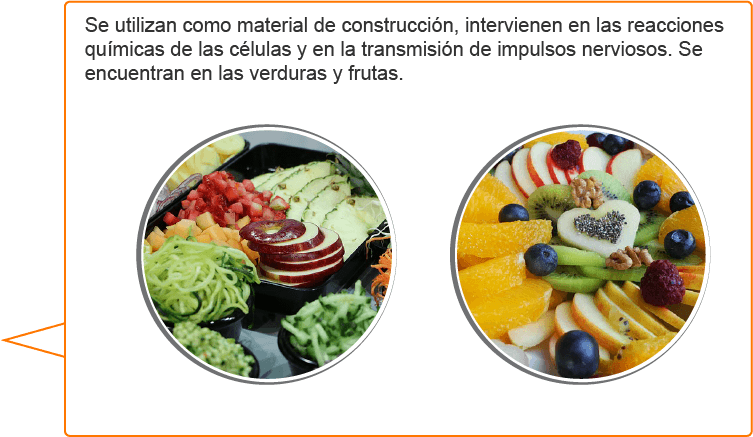 Se utilizan como material de construcción, intervienen en las reacciones
químicas de las células y en la transmisión de impulsos nerviosos. Se
encuentran en las verduras y frutas.